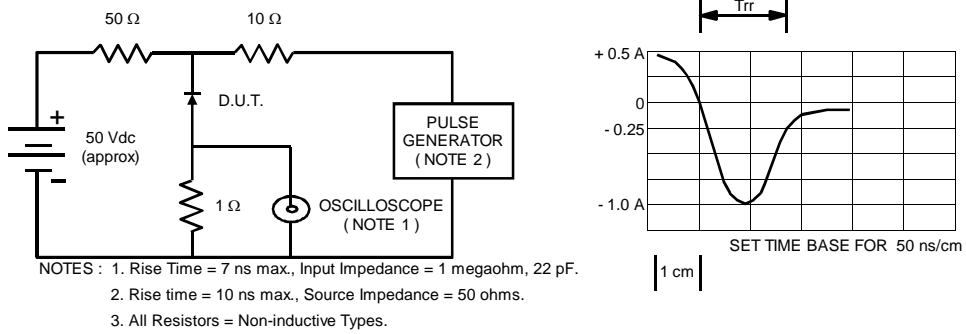 Trr
50 Ω
10 Ω
+ 0.5 A
D.U.T.
0
+
50 Vdc
(approx)
PULSE
GENERATOR
( NOTE 2 )
- 0.25
1 Ω
OSCILLOSCOPE
( NOTE 1 )
- 1.0 A
SET TIME BASE FOR 50 ns/cm
1 cm
NOTES : 1. Rise Time = 7 ns max., Input Impedance = 1 megaohm, 22 pF.
2. Rise time = 10 ns max., Source Impedance = 50 ohms.
3. All Resistors = Non-inductive Types.